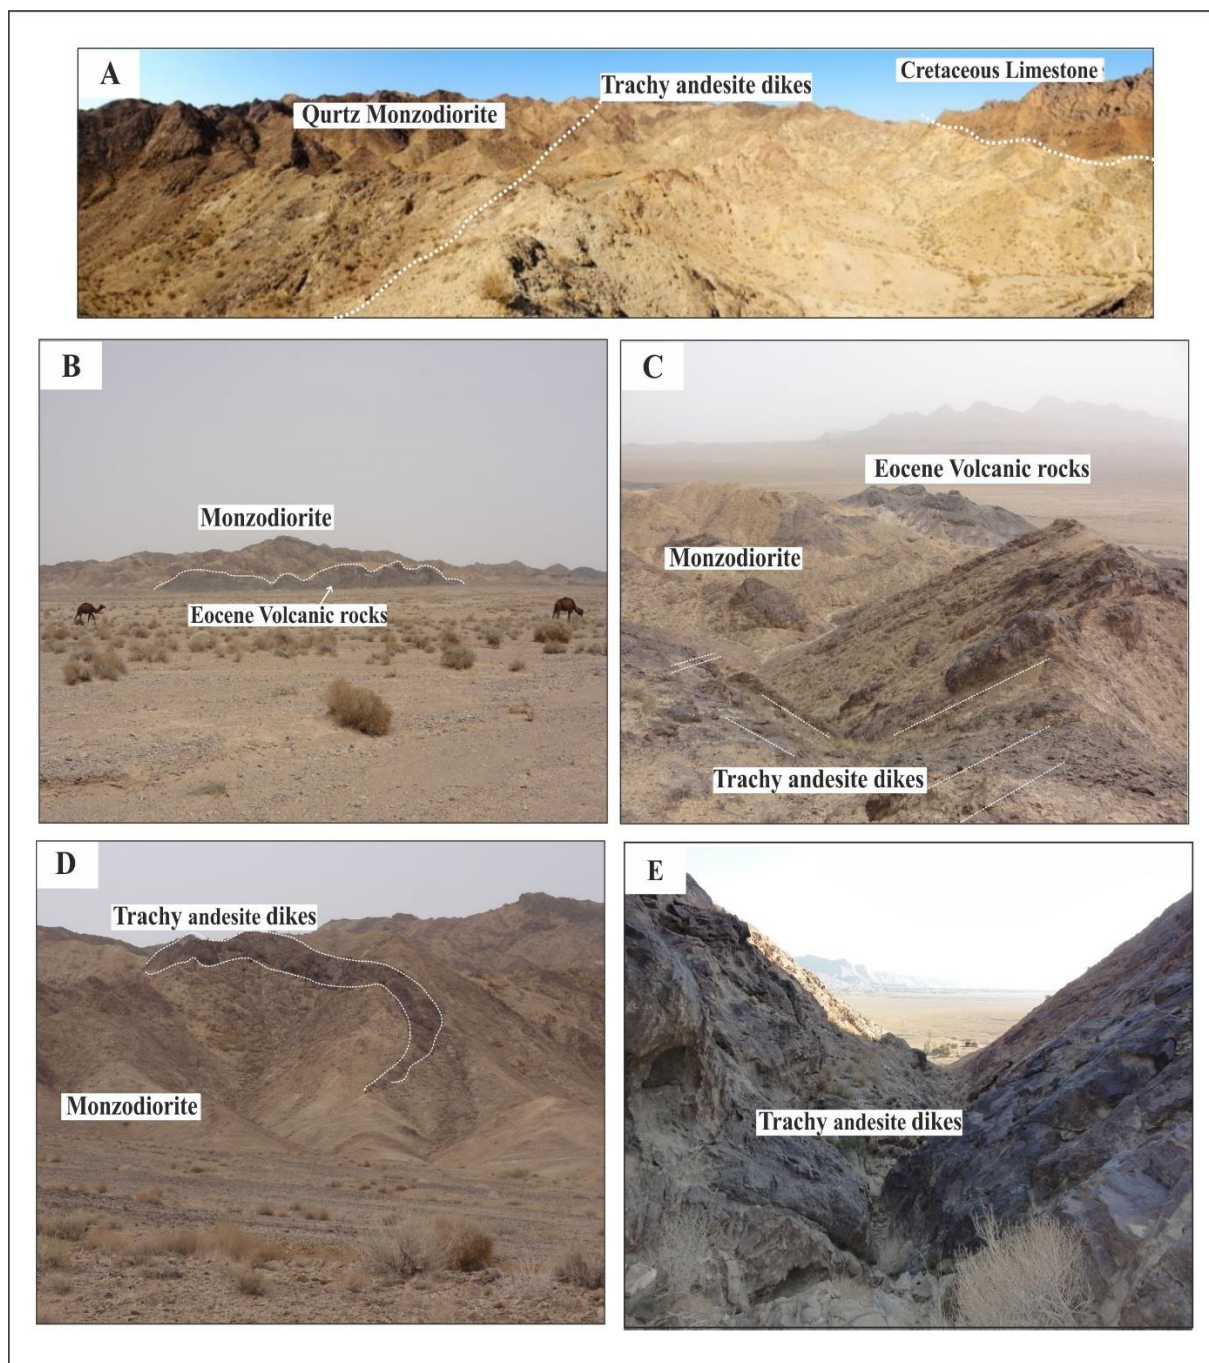 A
Trachy andesite dikes
Cretaceous Limestone
Qurtz Monzodiorite
B
Monzodiorite
Eocene Volcanic rocks
C
Eocene Volcanic rocks
Monzodiorite
Trachy andesite dikes
D
Trachy andesite dikes
Monzodiorite
E
Trachy andesite dikes